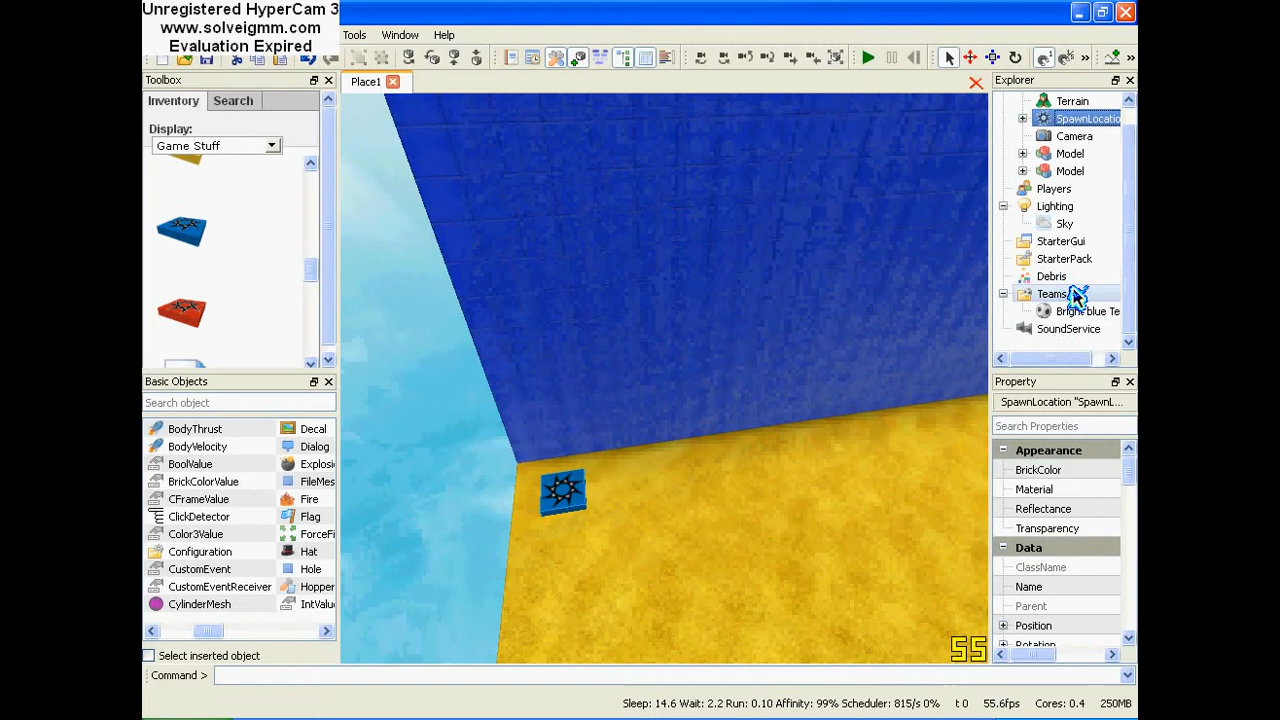 Unregistered HyperCam 3
www.solveigmm.com
Evaluation Expired
Tools Window Help
Toolbox
Inventory Search
Display:
Game Stuff
Place1
Explorer
Terrain
SpawnLocatio
Camera
Model
Model
Players
Lighting
Sky
StarterGui
StarterPack
Debris
Teams
Bright blue Te
SoundService
Basic Objects
Search object
BodyThrust Decal
BodyVelocity Dialog
BoolValue Explosi
BrickColorValue FileMes
CFrameValue Fire
ClickDetector Flag
Color3Value ForceFi
Configuration Hat
CustomEvent Hole
CustomEventReceiver Hopper
CylinderMesh IntValu
Select inserted object
Property
SpawnLocation "SpawnL...
Search Properties
Appearance
BrickColor
Material
Reflectance
Transparency
Data
ClassName
Name
Parent
Position
Rotation
55
Command >
Sleep: 14.6 Wait: 2.2 Run: 0.10 Affinity: 99% Scheduler: 815/s 0% t 0 55.6fps Cores: 0.4 250MB